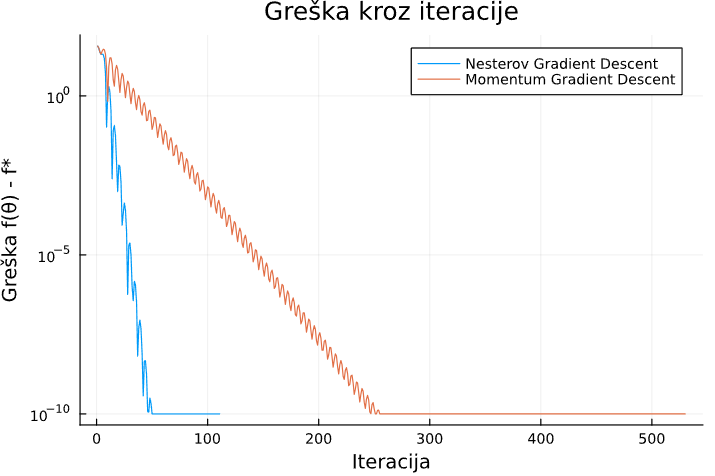 Greška kroz iteracije
Nesterov Gradient Descent
Momentum Gradient Descent
Greška f(θ) - f*
10⁰
10⁻⁵
10⁻¹⁰
0 100 200 300 400 500
Iteracija